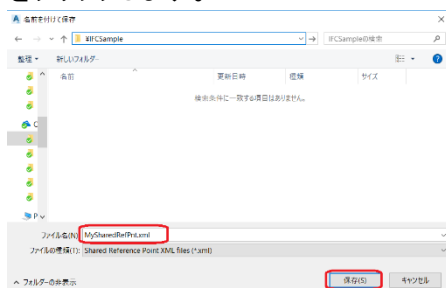 名前を付けて保存
¥IFCSample
IFCSampleの検索
整理
新しいフォルダー
名前 更新日時 種類 サイズ
検索条件に一致する項目はありません。
C
P
ファイル名(N): MySharedRefPnt.xml
ファイルの種類(T): Shared Reference Point XML files (*.xml)
フォルダーの非表示
保存(S) キャンセル